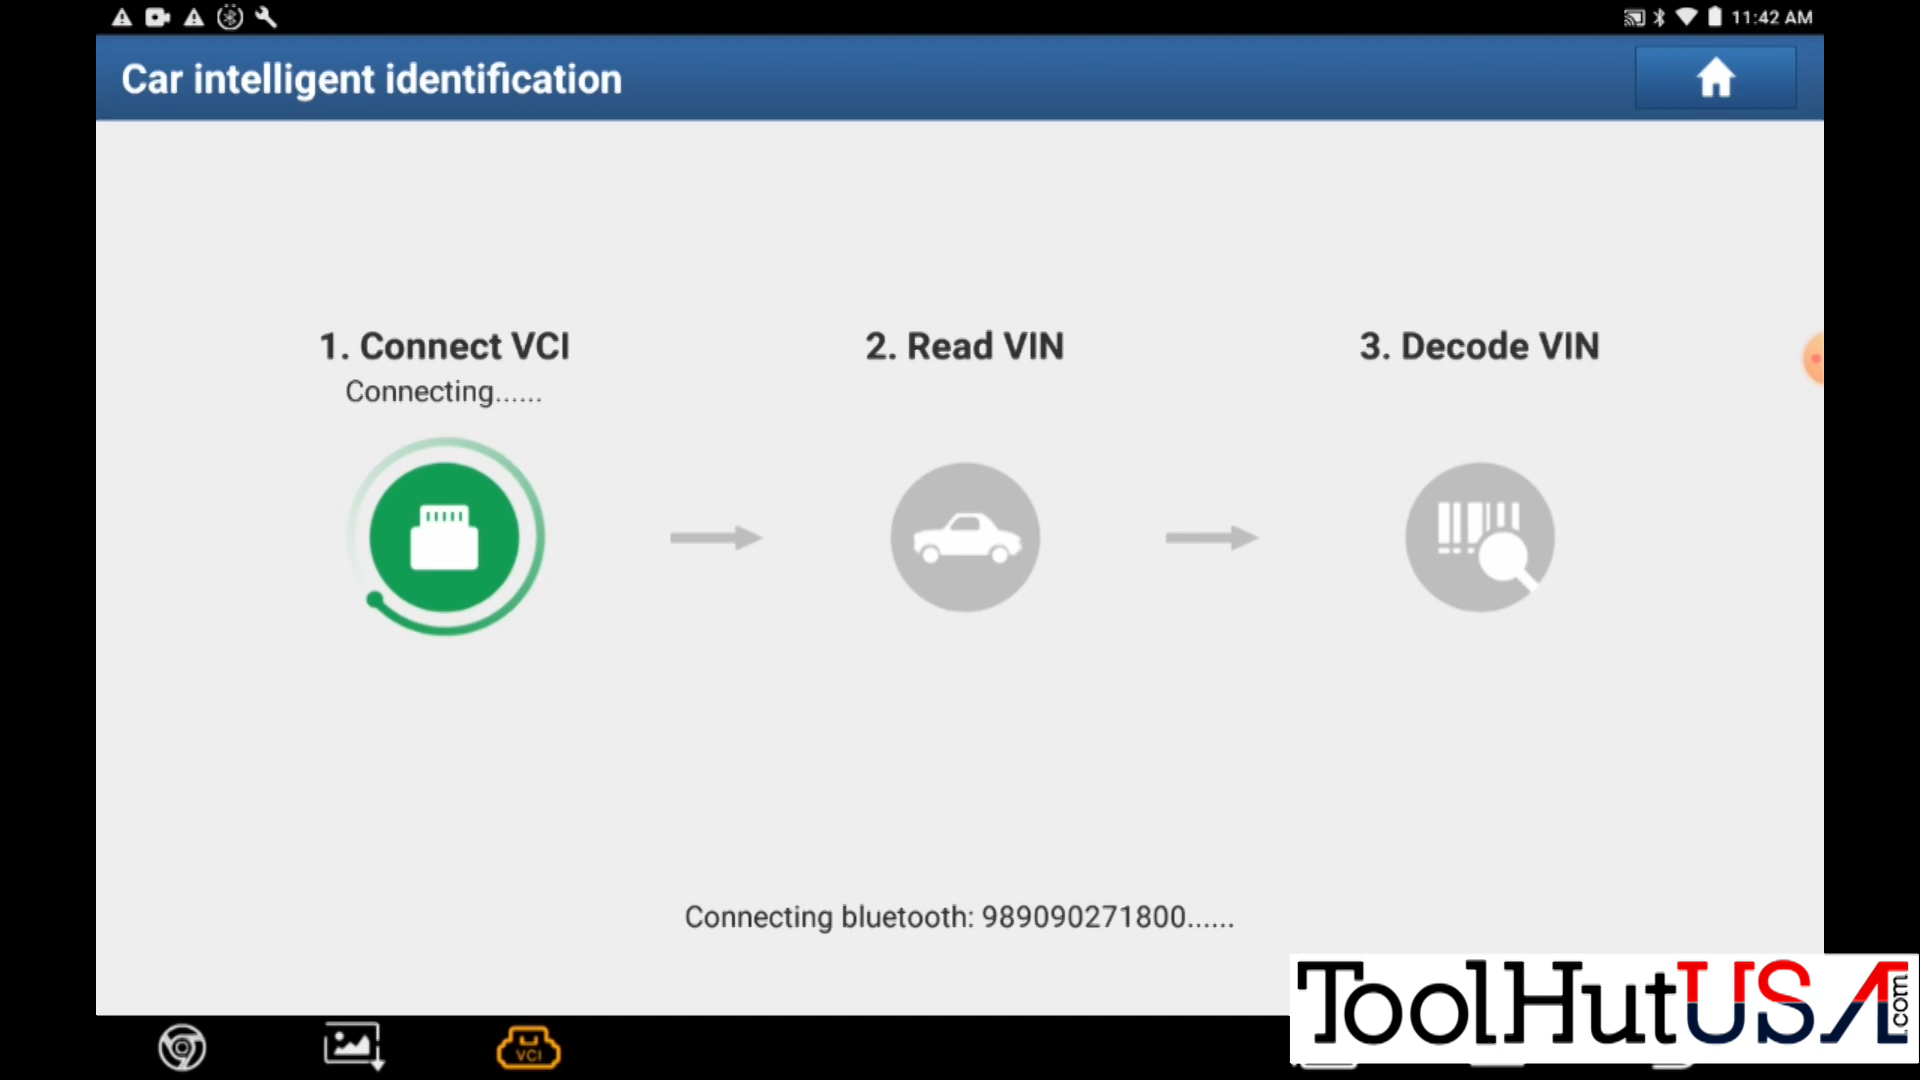 11:42 AM
Car intelligent identification
1. Connect VCI
Connecting......
2. Read VIN
3. Decode VIN
Connecting bluetooth: 989090271800......
VCI
ToolHutUSA.com